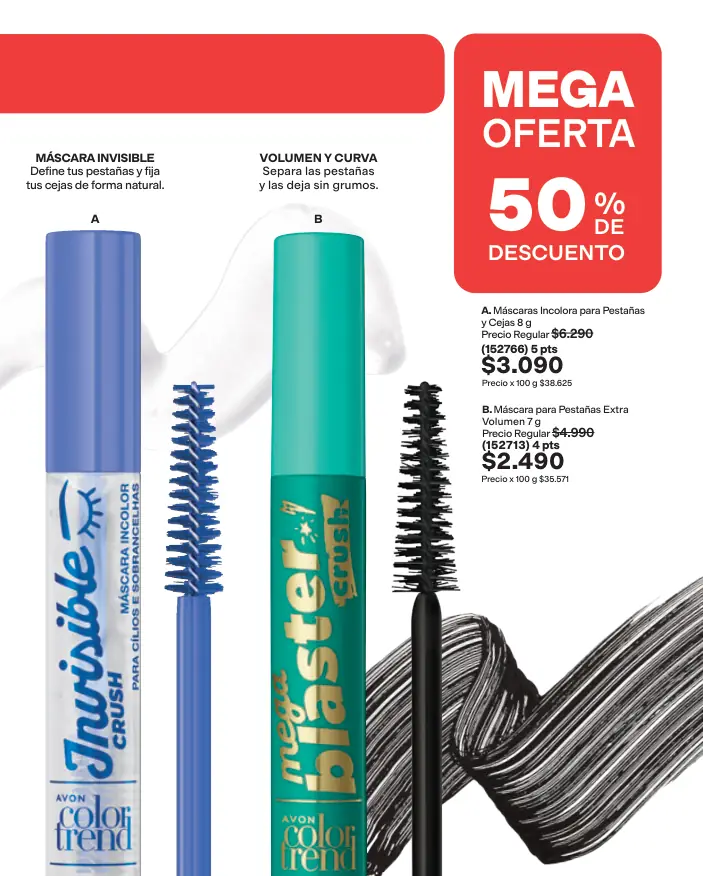 MEGA
OFERTA
50 %
DE
DESCUENTO
MÁSCARA INVISIBLE
Define tus pestañas y fija
tus cejas de forma natural.
VOLUMEN Y CURVA
Separa las pestañas
y las deja sin grumos.
A
B
A. Máscaras Incolora para Pestañas
y Cejas 8 g
Precio Regular $6.290
(152766) 5 pts
$3.090
Precio x 100 g $38.625
B. Máscara para Pestañas Extra
Volumen 7 g
Precio Regular $4.990
(152713) 4 pts
$2.490
Precio x 100 g $35.571
Invisible
CRUSH
MÁSCARA INCOLOR
PARA CÍLIOS E SOBRANCELHAS
AVON
color
trend
mega
blaster
crush
AVON
color
trend